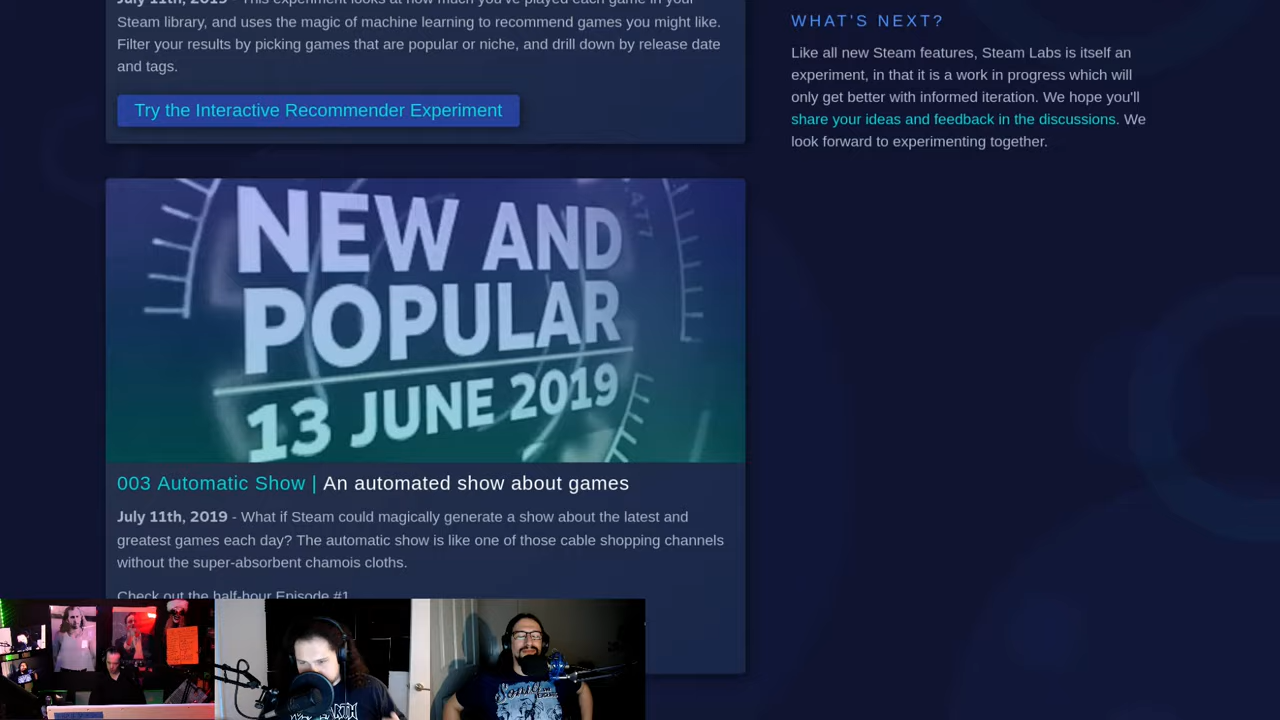 July 11th, 2019 - This experiment looks at how much you've played each game in your
Steam library, and uses the magic of machine learning to recommend games you might like.
Filter your results by picking games that are popular or niche, and drill down by release date
and tags.
Try the Interactive Recommender Experiment
NEW AND
POPULAR
13 JUNE 2019
003 Automatic Show | An automated show about games
July 11th, 2019 - What if Steam could magically generate a show about the latest and
greatest games each day? The automatic show is like one of those cable shopping channels
without the super-absorbent chamois cloths.
Check out the half-hour Episode #1
WHAT'S NEXT?
Like all new Steam features, Steam Labs is itself an
experiment, in that it is a work in progress which will
only get better with informed iteration. We hope you'll
share your ideas and feedback in the discussions. We
look forward to experimenting together.
Sonic